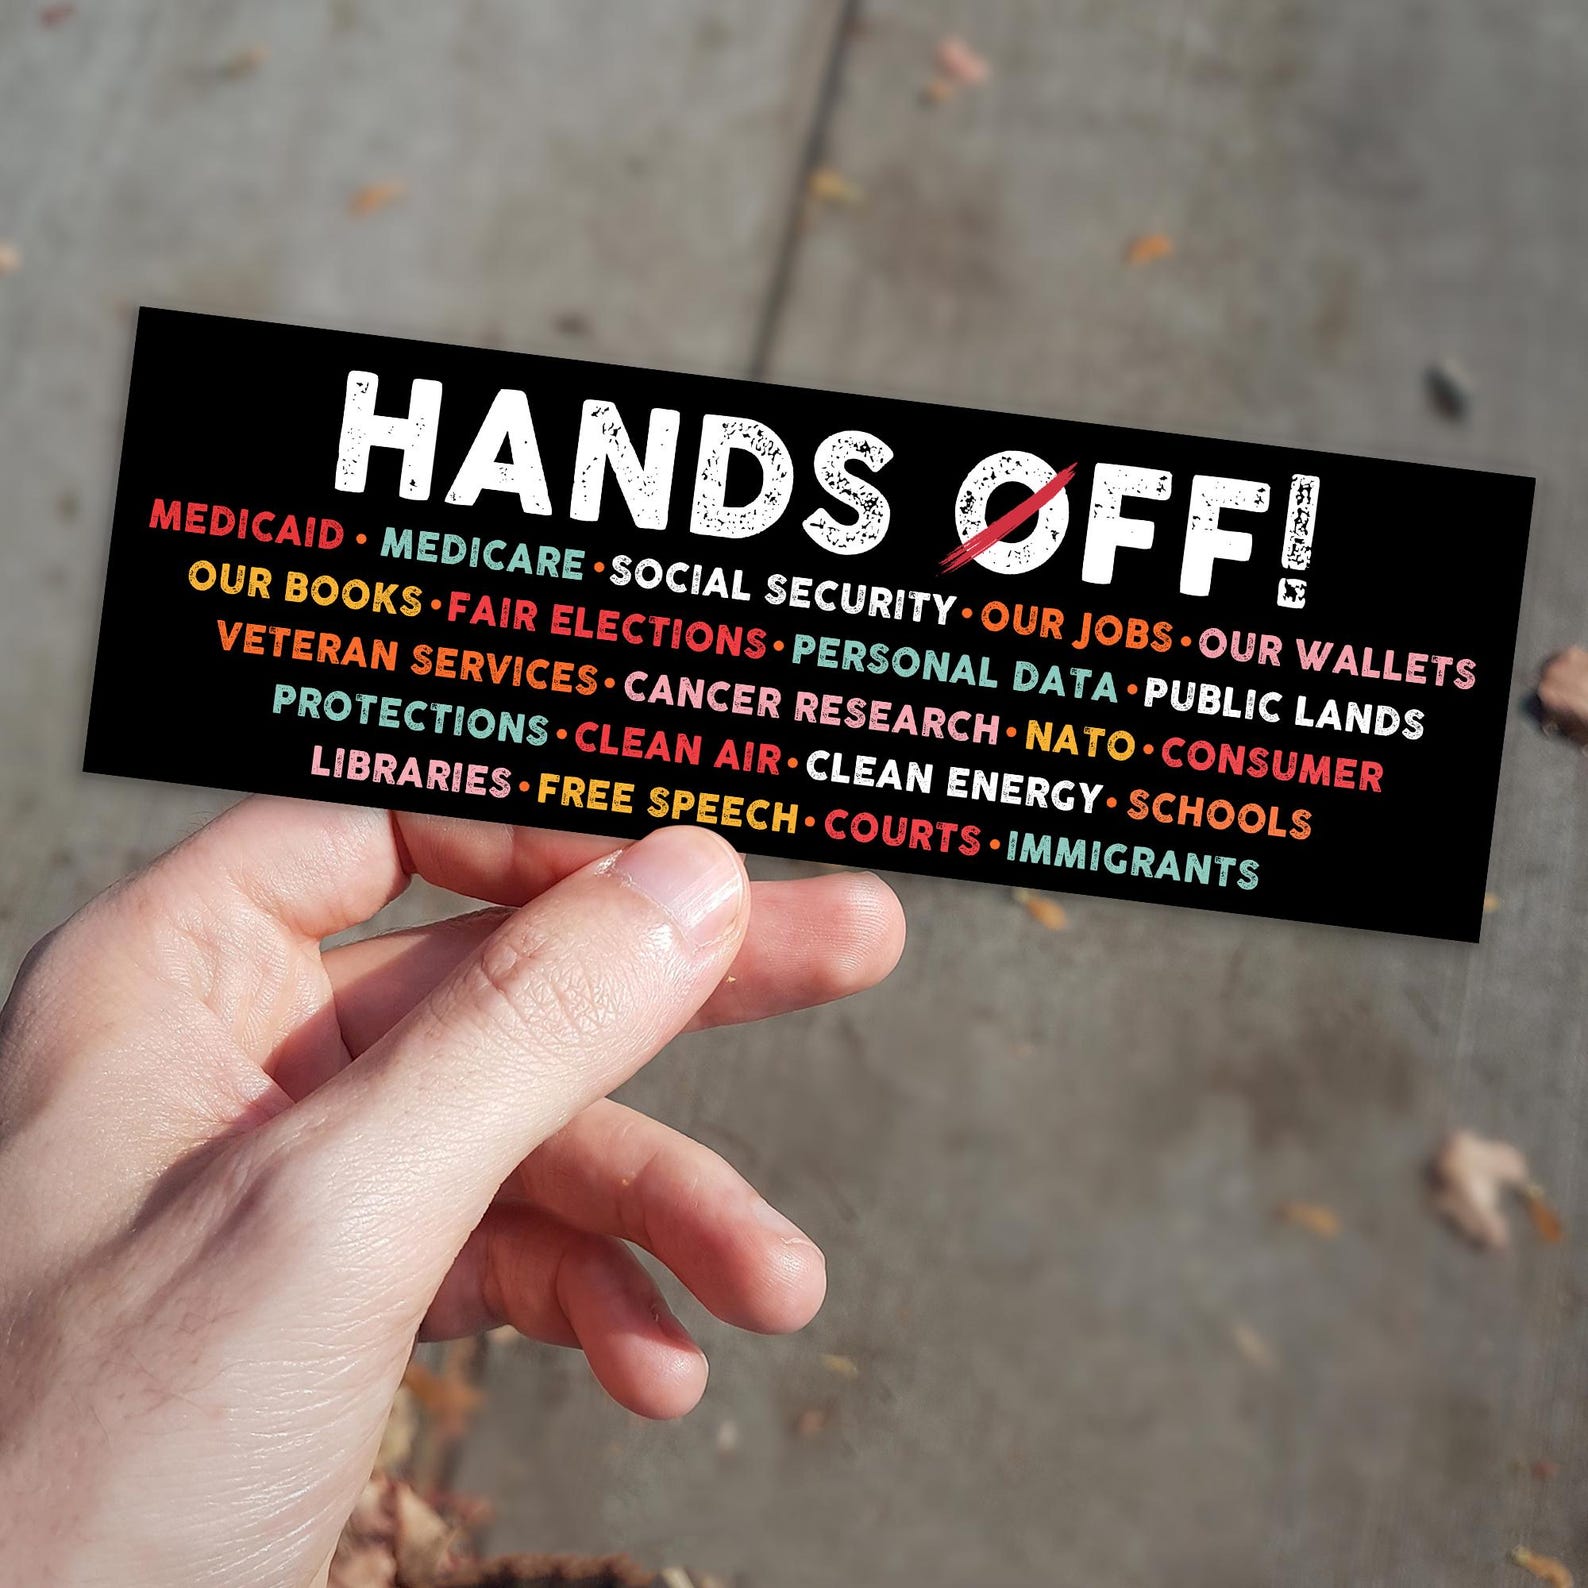 HANDS OFF!
MEDICAID • MEDICARE • SOCIAL SECURITY • OUR JOBS • OUR WALLETS
OUR BOOKS • FAIR ELECTIONS • PERSONAL DATA • PUBLIC LANDS
VETERAN SERVICES • CANCER RESEARCH • NATO • CONSUMER
PROTECTIONS • CLEAN AIR • CLEAN ENERGY • SCHOOLS
LIBRARIES • FREE SPEECH • COURTS • IMMIGRANTS